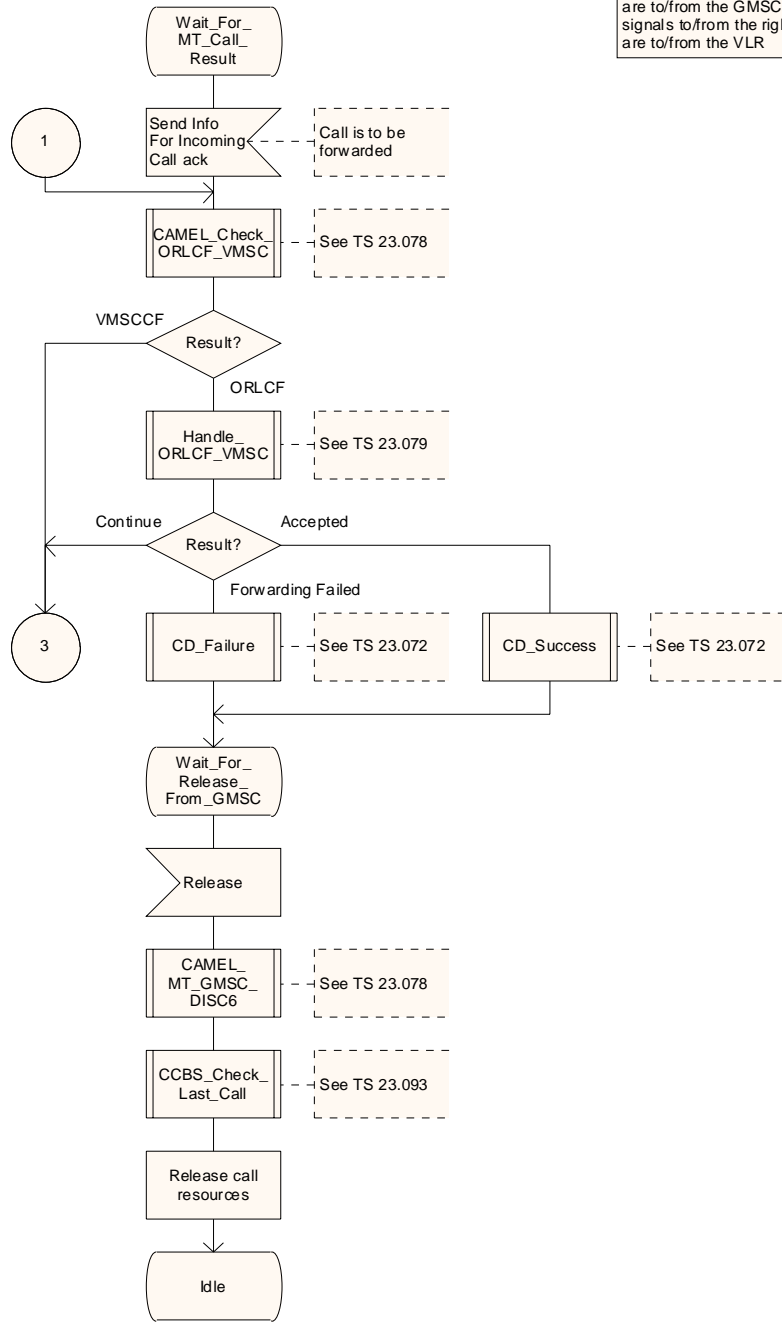 are to/from the GMSC
signals to/from the
are to/from the VLR
Wait_For_
MT_Call_
Result
1
Send Info
For Incoming
Call ack
Call is to be
forwarded
CAMEL_Check_
ORLCF_VMSC
See TS 23.078
VMSCCF
Result?
ORLCF
Handle_
ORLCF_VMSC
See TS 23.079
Continue
Result?
Accepted
Forwarding Failed
3
CD_Failure
See TS 23.072
CD_Success
See TS 23.072
Wait_For_
Release_
From_GMSC
Release
CAMEL_
MT_GMSC_
DISC6
See TS 23.078
CCBS_Check_
Last_Call
See TS 23.093
Release call
resources
Idle